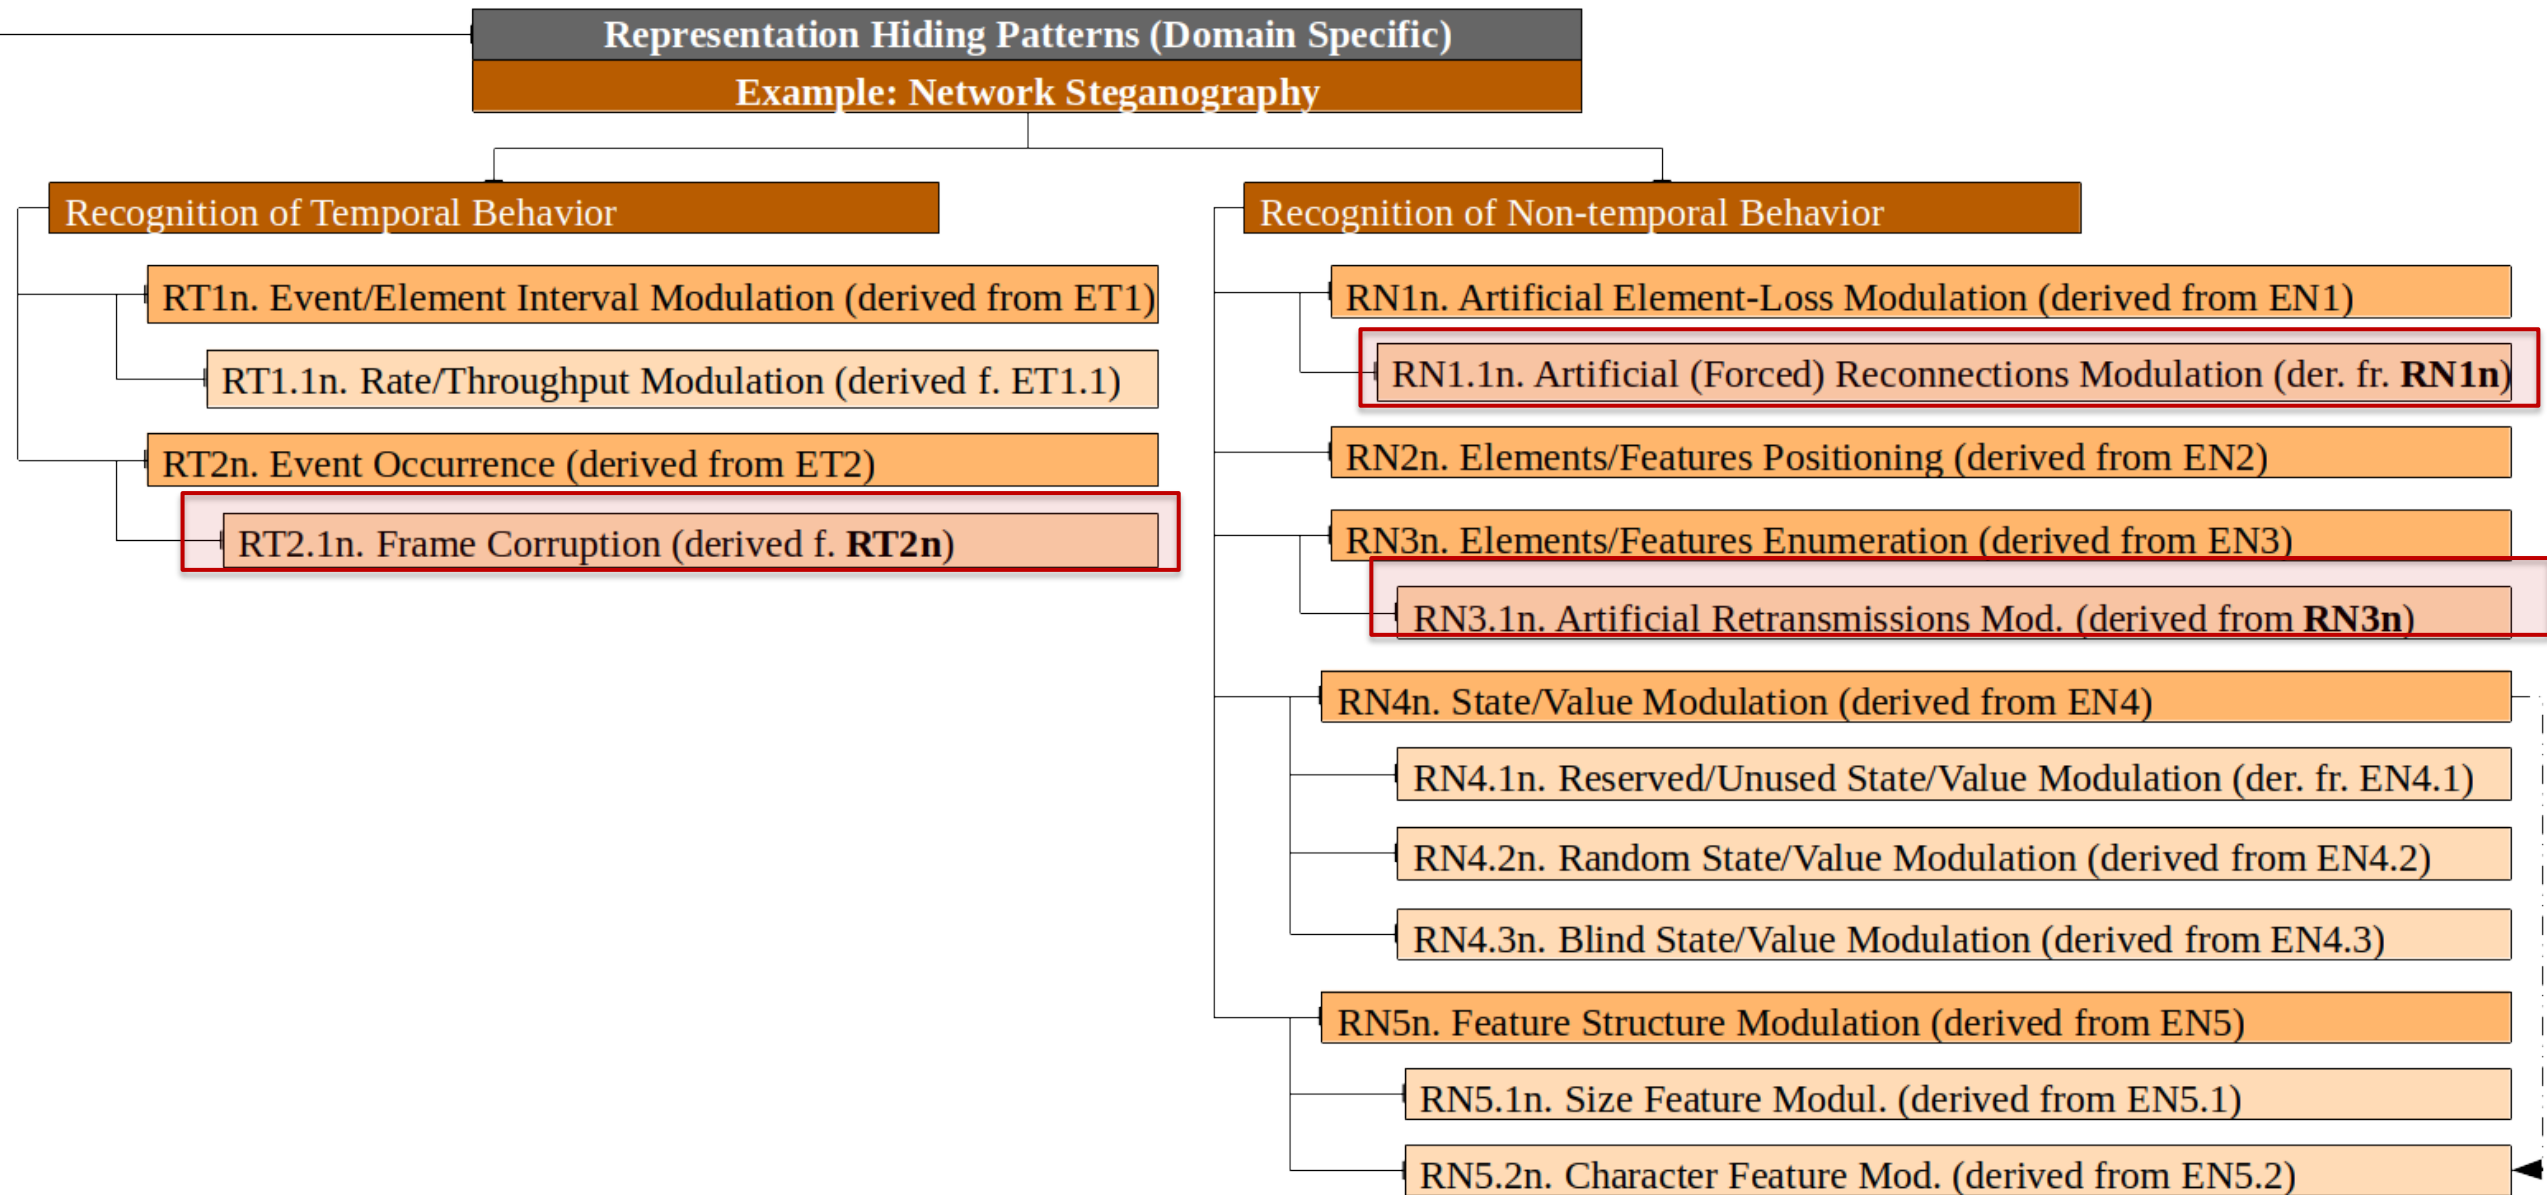 Representation Hiding Patterns (Domain Specific)
Example: Network Steganography
Recognition of Temporal Behavior
RT1n. Event/Element Interval Modulation (derived from ET1)
RT1.1n. Rate/Throughput Modulation (derived f. ET1.1)
RT2n. Event Occurrence (derived from ET2)
RT2.1n. Frame Corruption (derived f. RT2n)
Recognition of Non-temporal Behavior
RN1n. Artificial Element-Loss Modulation (derived from EN1)
RN1.1n. Artificial (Forced) Reconnections Modulation (der. fr. RN1n)
RN2n. Elements/Features Positioning (derived from EN2)
RN3n. Elements/Features Enumeration (derived from EN3)
RN3.1n. Artificial Retransmissions Mod. (derived from RN3n)
RN4n. State/Value Modulation (derived from EN4)
RN4.1n. Reserved/Unused State/Value Modulation (der. fr. EN4.1)
RN4.2n. Random State/Value Modulation (derived from EN4.2)
RN4.3n. Blind State/Value Modulation (derived from EN4.3)
RN5n. Feature Structure Modulation (derived from EN5)
RN5.1n. Size Feature Modul. (derived from EN5.1)
RN5.2n. Character Feature Mod. (derived from EN5.2)